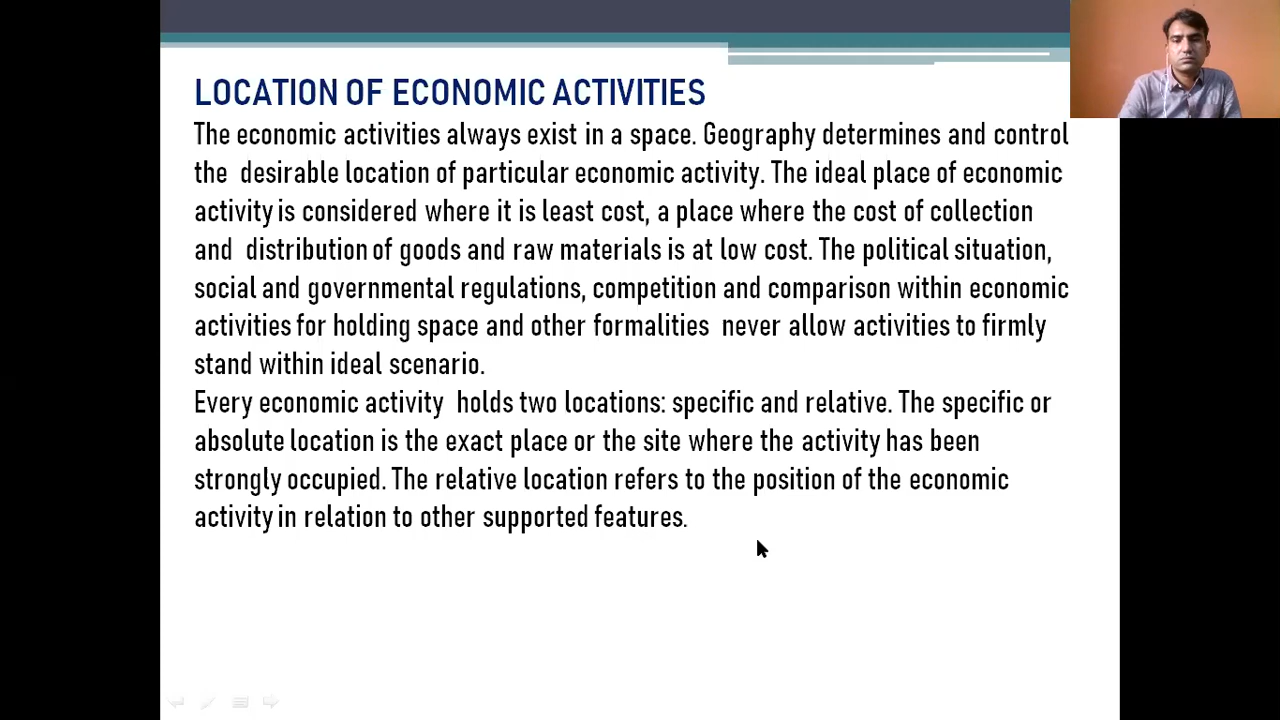 LOCATION OF ECONOMIC ACTIVITIES
The economic activities always exist in a space. Geography determines and control
the desirable location of particular economic activity. The ideal place of economic
activity is considered where it is least cost, a place where the cost of collection
and distribution of goods and raw materials is at low cost. The political situation,
social and governmental regulations, competition and comparison within economic
activities for holding space and other formalities never allow activities to firmly
stand within ideal scenario.
Every economic activity holds two locations: specific and relative. The specific or
absolute location is the exact place or the site where the activity has been
strongly occupied. The relative location refers to the position of the economic
activity in relation to other supported features.